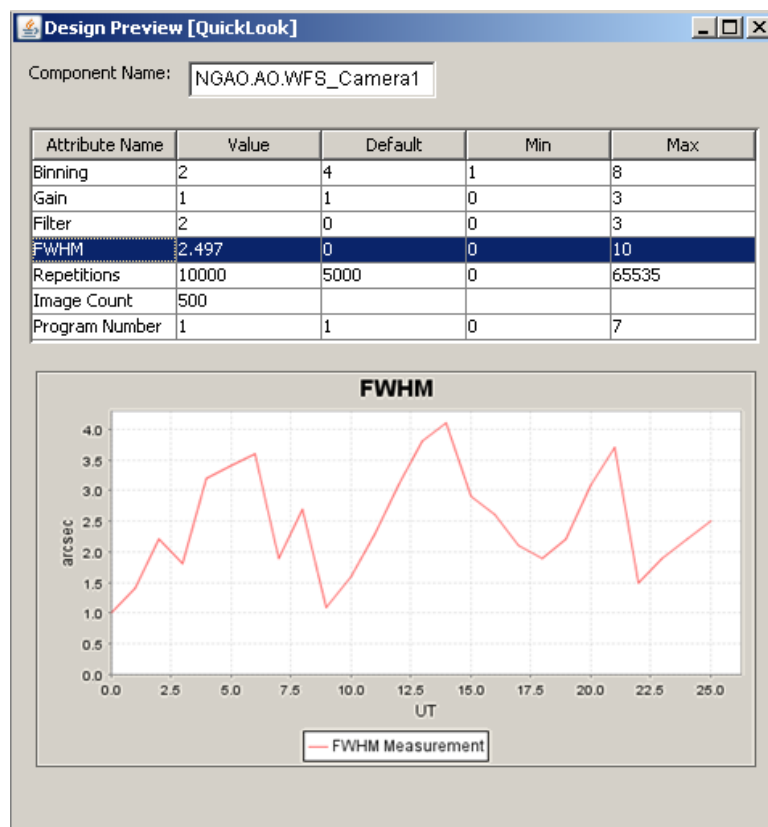 Design Preview [QuickLook]
Component Name: NGAO.AO.WFS_Camera1
Attribute Name Value Default Min Max
Binning 2 4 1 8
Gain 1 1 0 3
Filter 2 0 0 3
FWHM 2.497 0 0 10
Repetitions 10000 5000 0 65535
Image Count 500
Program Number 1 1 0 7
FWHM
4.0
3.5
3.0
2.5
2.0
1.5
1.0
0.5
0.0
arcsec
0.0 2.5 5.0 7.5 10.0 12.5 15.0 17.5 20.0 22.5 25.0
UT
FWHM Measurement